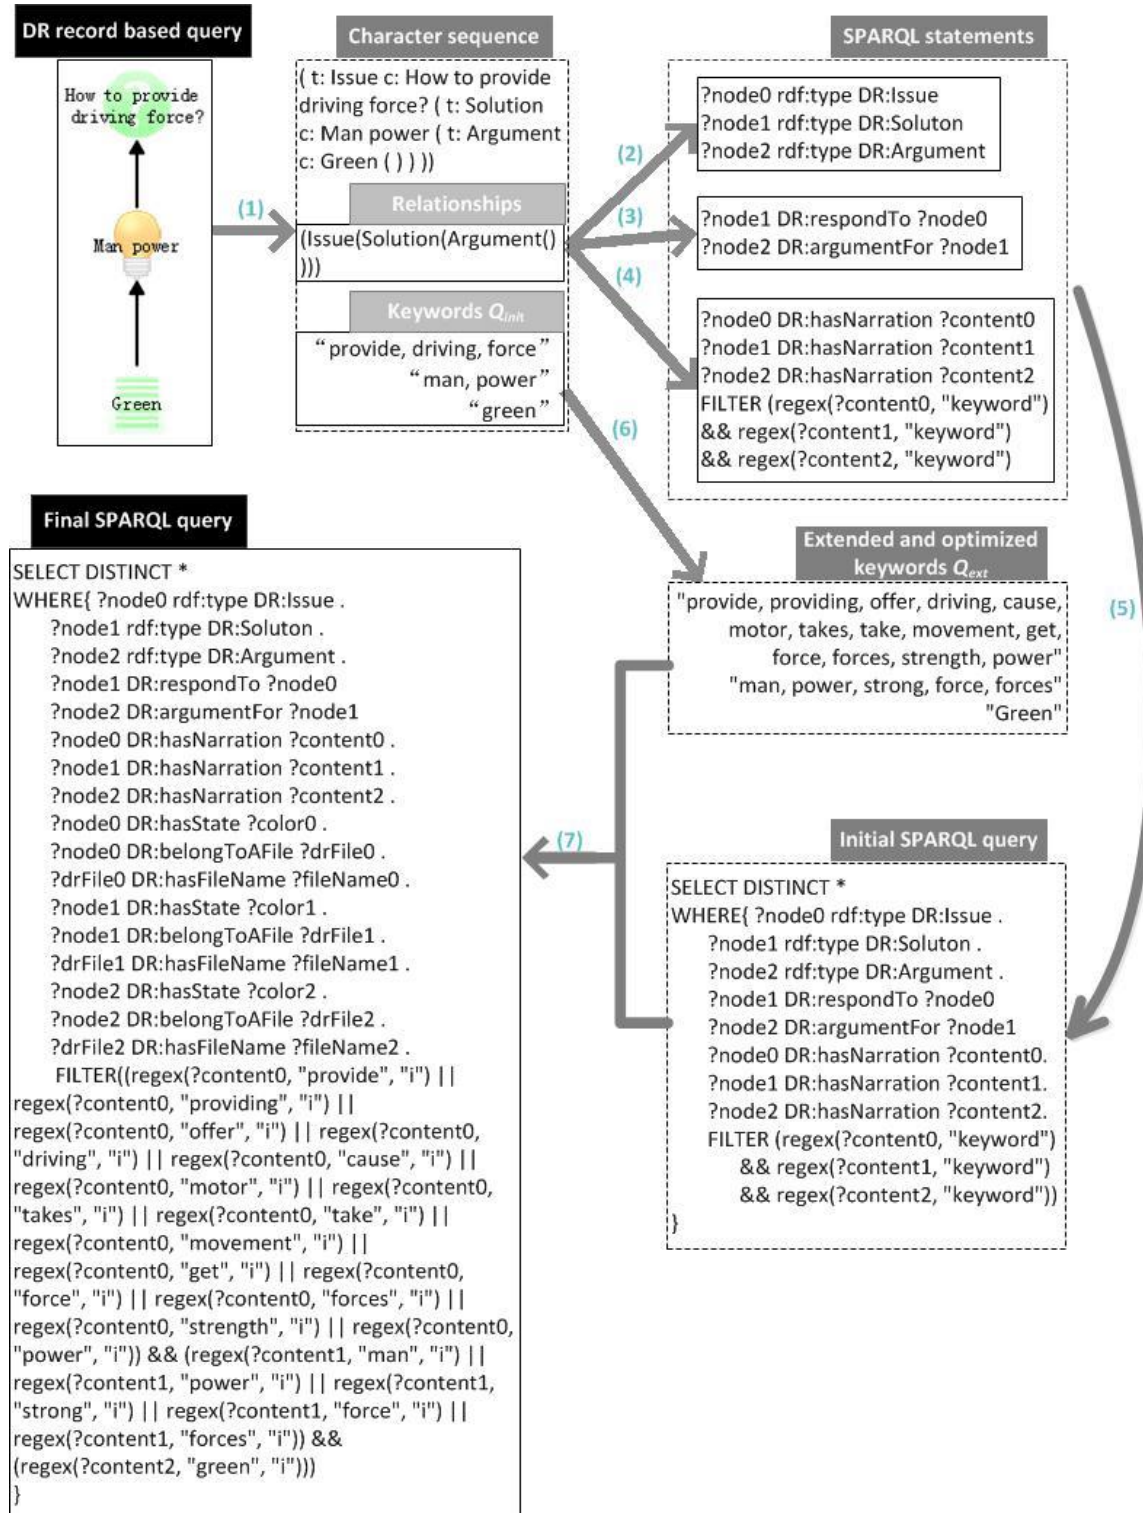 DR record based query
How to provide
driving force?
Man power
Green
(1)
Character sequence
( t: Issue c: How to provide
driving force? ( t: Solution
c: Man power ( t: Argument
c: Green ( ) ) ))
Relationships
(Issue(Solution(Argument()
)))
Keywords Qinit
“provide, driving, force”
“man, power”
“green”
(2)
(3)
(4)
(6)
SPARQL statements
?node0 rdf:type DR:Issue
?node1 rdf:type DR:Soluton
?node2 rdf:type DR:Argument
?node1 DR:respondTo ?node0
?node2 DR:argumentFor ?node1
?node0 DR:hasNarration ?content0
?node1 DR:hasNarration ?content1
?node2 DR:hasNarration ?content2
FILTER (regex(?content0, "keyword")
&& regex(?content1, "keyword")
&& regex(?content2, "keyword")
(5)
Extended and optimized
keywords Qext
"provide, providing, offer, driving, cause,
motor, takes, take, movement, get,
force, forces, strength, power"
"man, power, strong, force, forces"
"Green"
Initial SPARQL query
SELECT DISTINCT *
WHERE{ ?node0 rdf:type DR:Issue .
?node1 rdf:type DR:Soluton .
?node2 rdf:type DR:Argument .
?node1 DR:respondTo ?node0
?node2 DR:argumentFor ?node1
?node0 DR:hasNarration ?content0.
?node1 DR:hasNarration ?content1.
?node2 DR:hasNarration ?content2.
FILTER (regex(?content0, "keyword")
&& regex(?content1, "keyword")
&& regex(?content2, "keyword"))
}
(7)
Final SPARQL query
SELECT DISTINCT *
WHERE{ ?node0 rdf:type DR:Issue .
?node1 rdf:type DR:Soluton .
?node2 rdf:type DR:Argument .
?node1 DR:respondTo ?node0
?node2 DR:argumentFor ?node1
?node0 DR:hasNarration ?content0 .
?node1 DR:hasNarration ?content1 .
?node2 DR:hasNarration ?content2 .
?node0 DR:hasState ?color0 .
?node0 DR:belongToAFile ?drFile0 .
?drFile0 DR:hasFileName ?fileName0 .
?node1 DR:hasState ?color1 .
?node1 DR:belongToAFile ?drFile1 .
?drFile1 DR:hasFileName ?fileName1 .
?node2 DR:hasState ?color2 .
?node2 DR:belongToAFile ?drFile2 .
?drFile2 DR:hasFileName ?fileName2 .
FILTER((regex(?content0, "provide", "i") ||
regex(?content0, "providing", "i") ||
regex(?content0, "offer", "i") || regex(?content0,
"driving", "i") || regex(?content0, "cause", "i") ||
regex(?content0, "motor", "i") || regex(?content0,
"takes", "i") || regex(?content0, "take", "i") ||
regex(?content0, "movement", "i") ||
regex(?content0, "get", "i") || regex(?content0,
"force", "i") || regex(?content0, "forces", "i") ||
regex(?content0, "strength", "i") || regex(?content0,
"power", "i")) && (regex(?content1, "man", "i") ||
regex(?content1, "power", "i") || regex(?content1,
"strong", "i") || regex(?content1, "force", "i") ||
regex(?content1, "forces", "i")) &&
(regex(?content2, "green", "i")))
}